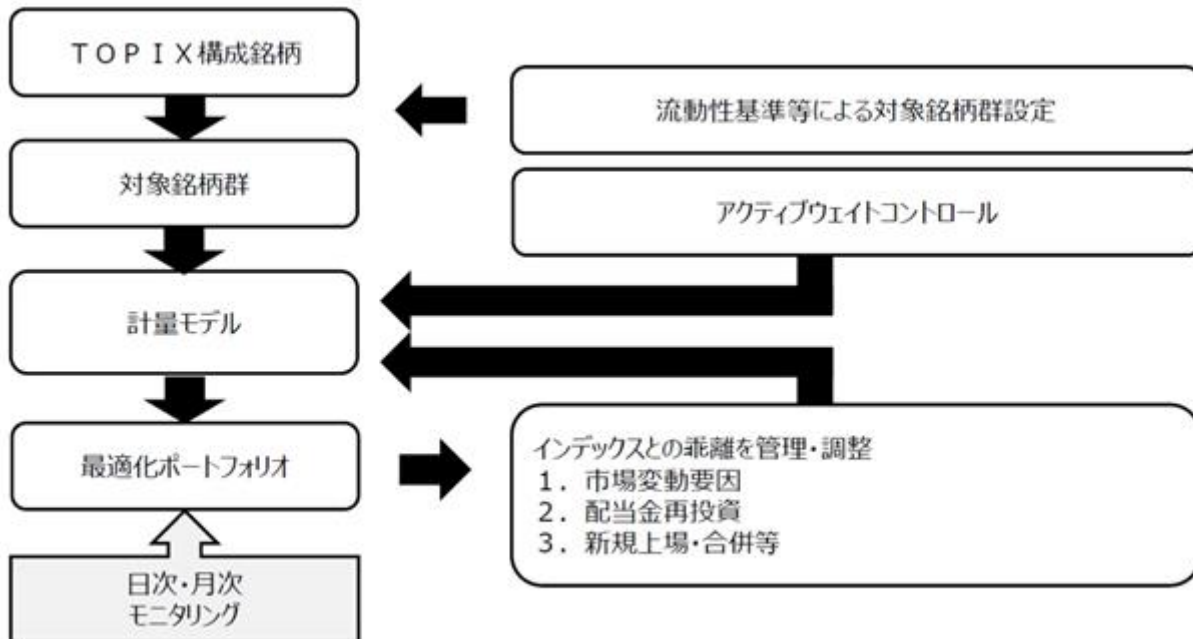 ＴＯＰＩＸ構成銘柄
流動性基準等による対象銘柄群設定
対象銘柄群
アクティブウェイトコントロール
計量モデル
最適化ポートフォリオ
インデックスとの乖離を管理・調整
１．市場変動要因
２．配当金再投資
３．新規上場・合併等
日次・月次
モニタリング